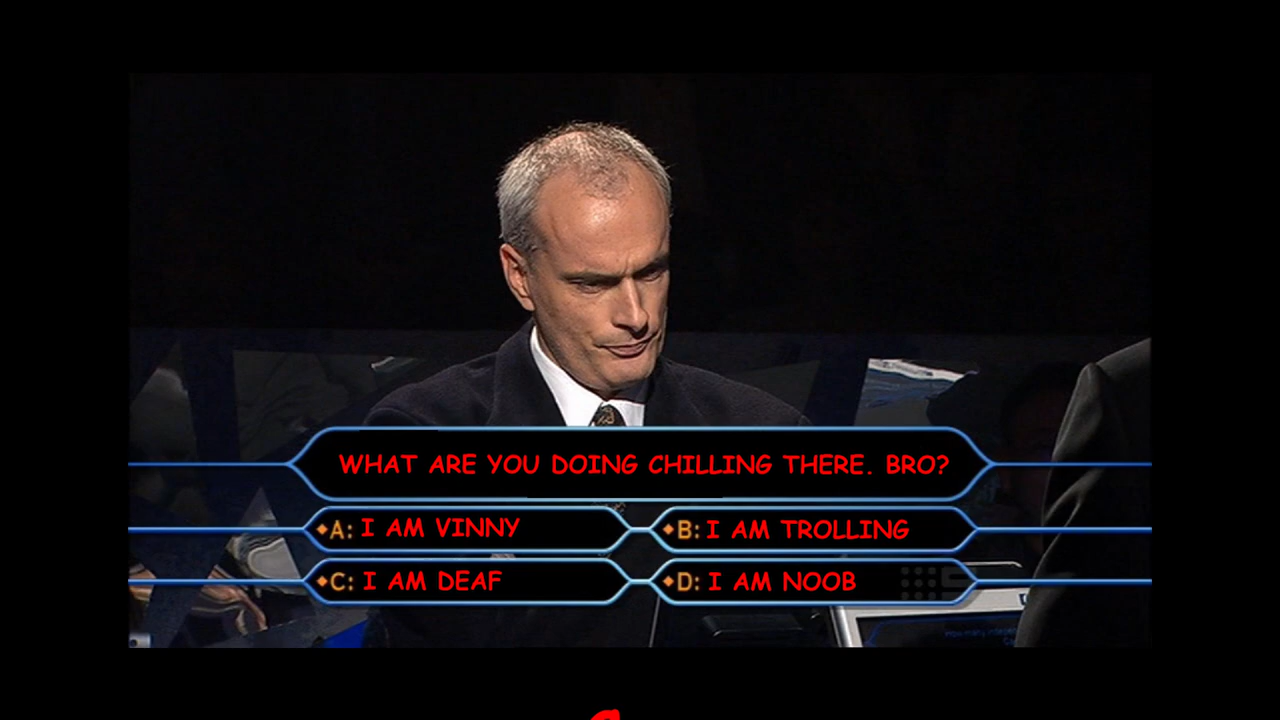 WHAT ARE YOU DOING CHILLING THERE. BRO?
A: I AM VINNY
B: I AM TROLLING
C: I AM DEAF
D: I AM NOOB